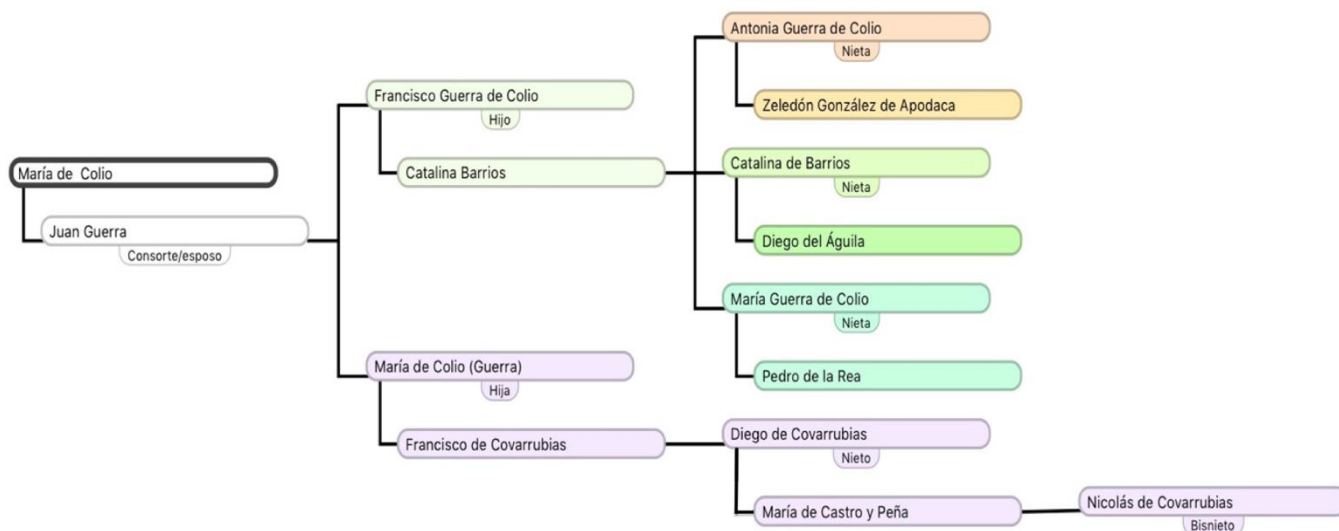 María de Colio
Juan Guerra
Consorte/esposo
Francisco Guerra de Colio
Hijo
Catalina Barrios
Antonia Guerra de Colio
Nieta
Zeledón González de Apodaca
Catalina de Barrios
Nieta
Diego del Águila
María Guerra de Colio
Nieta
Pedro de la Rea
María de Colio (Guerra)
Hija
Francisco de Covarrubias
Diego de Covarrubias
Nieto
María de Castro y Peña
Nicolás de Covarrubias
Bisnieto